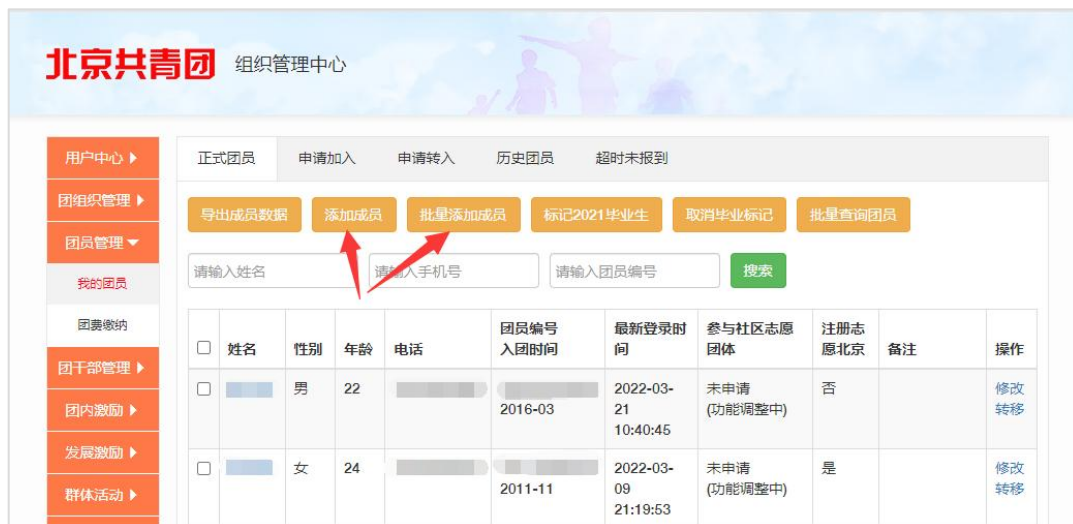 北京共青团 组织管理中心
用户中心
团组织管理
团员管理
我的团员
团费缴纳
团干部管理
团内激励
发展激励
群体活动
正式团员 申请加入 申请转入 历史团员 超时未报到
导出成员数据 添加成员 批量添加成员 标记2021毕业生 取消毕业标记 批量查询团员
请输入姓名 请输入手机号 请输入团员编号 搜索
姓名 性别 年龄 电话 团员编号 最新登录时 参与社区志愿 注册志 备注 操作
入团时间 间 团体 愿北京
男 22 2022-03- 未申请 否 修改
2016-03 21 (功能调整中) 转移
10:40:45
女 24 2022-03- 未申请 是 修改
2011-11 09 (功能调整中) 转移
21:19:53